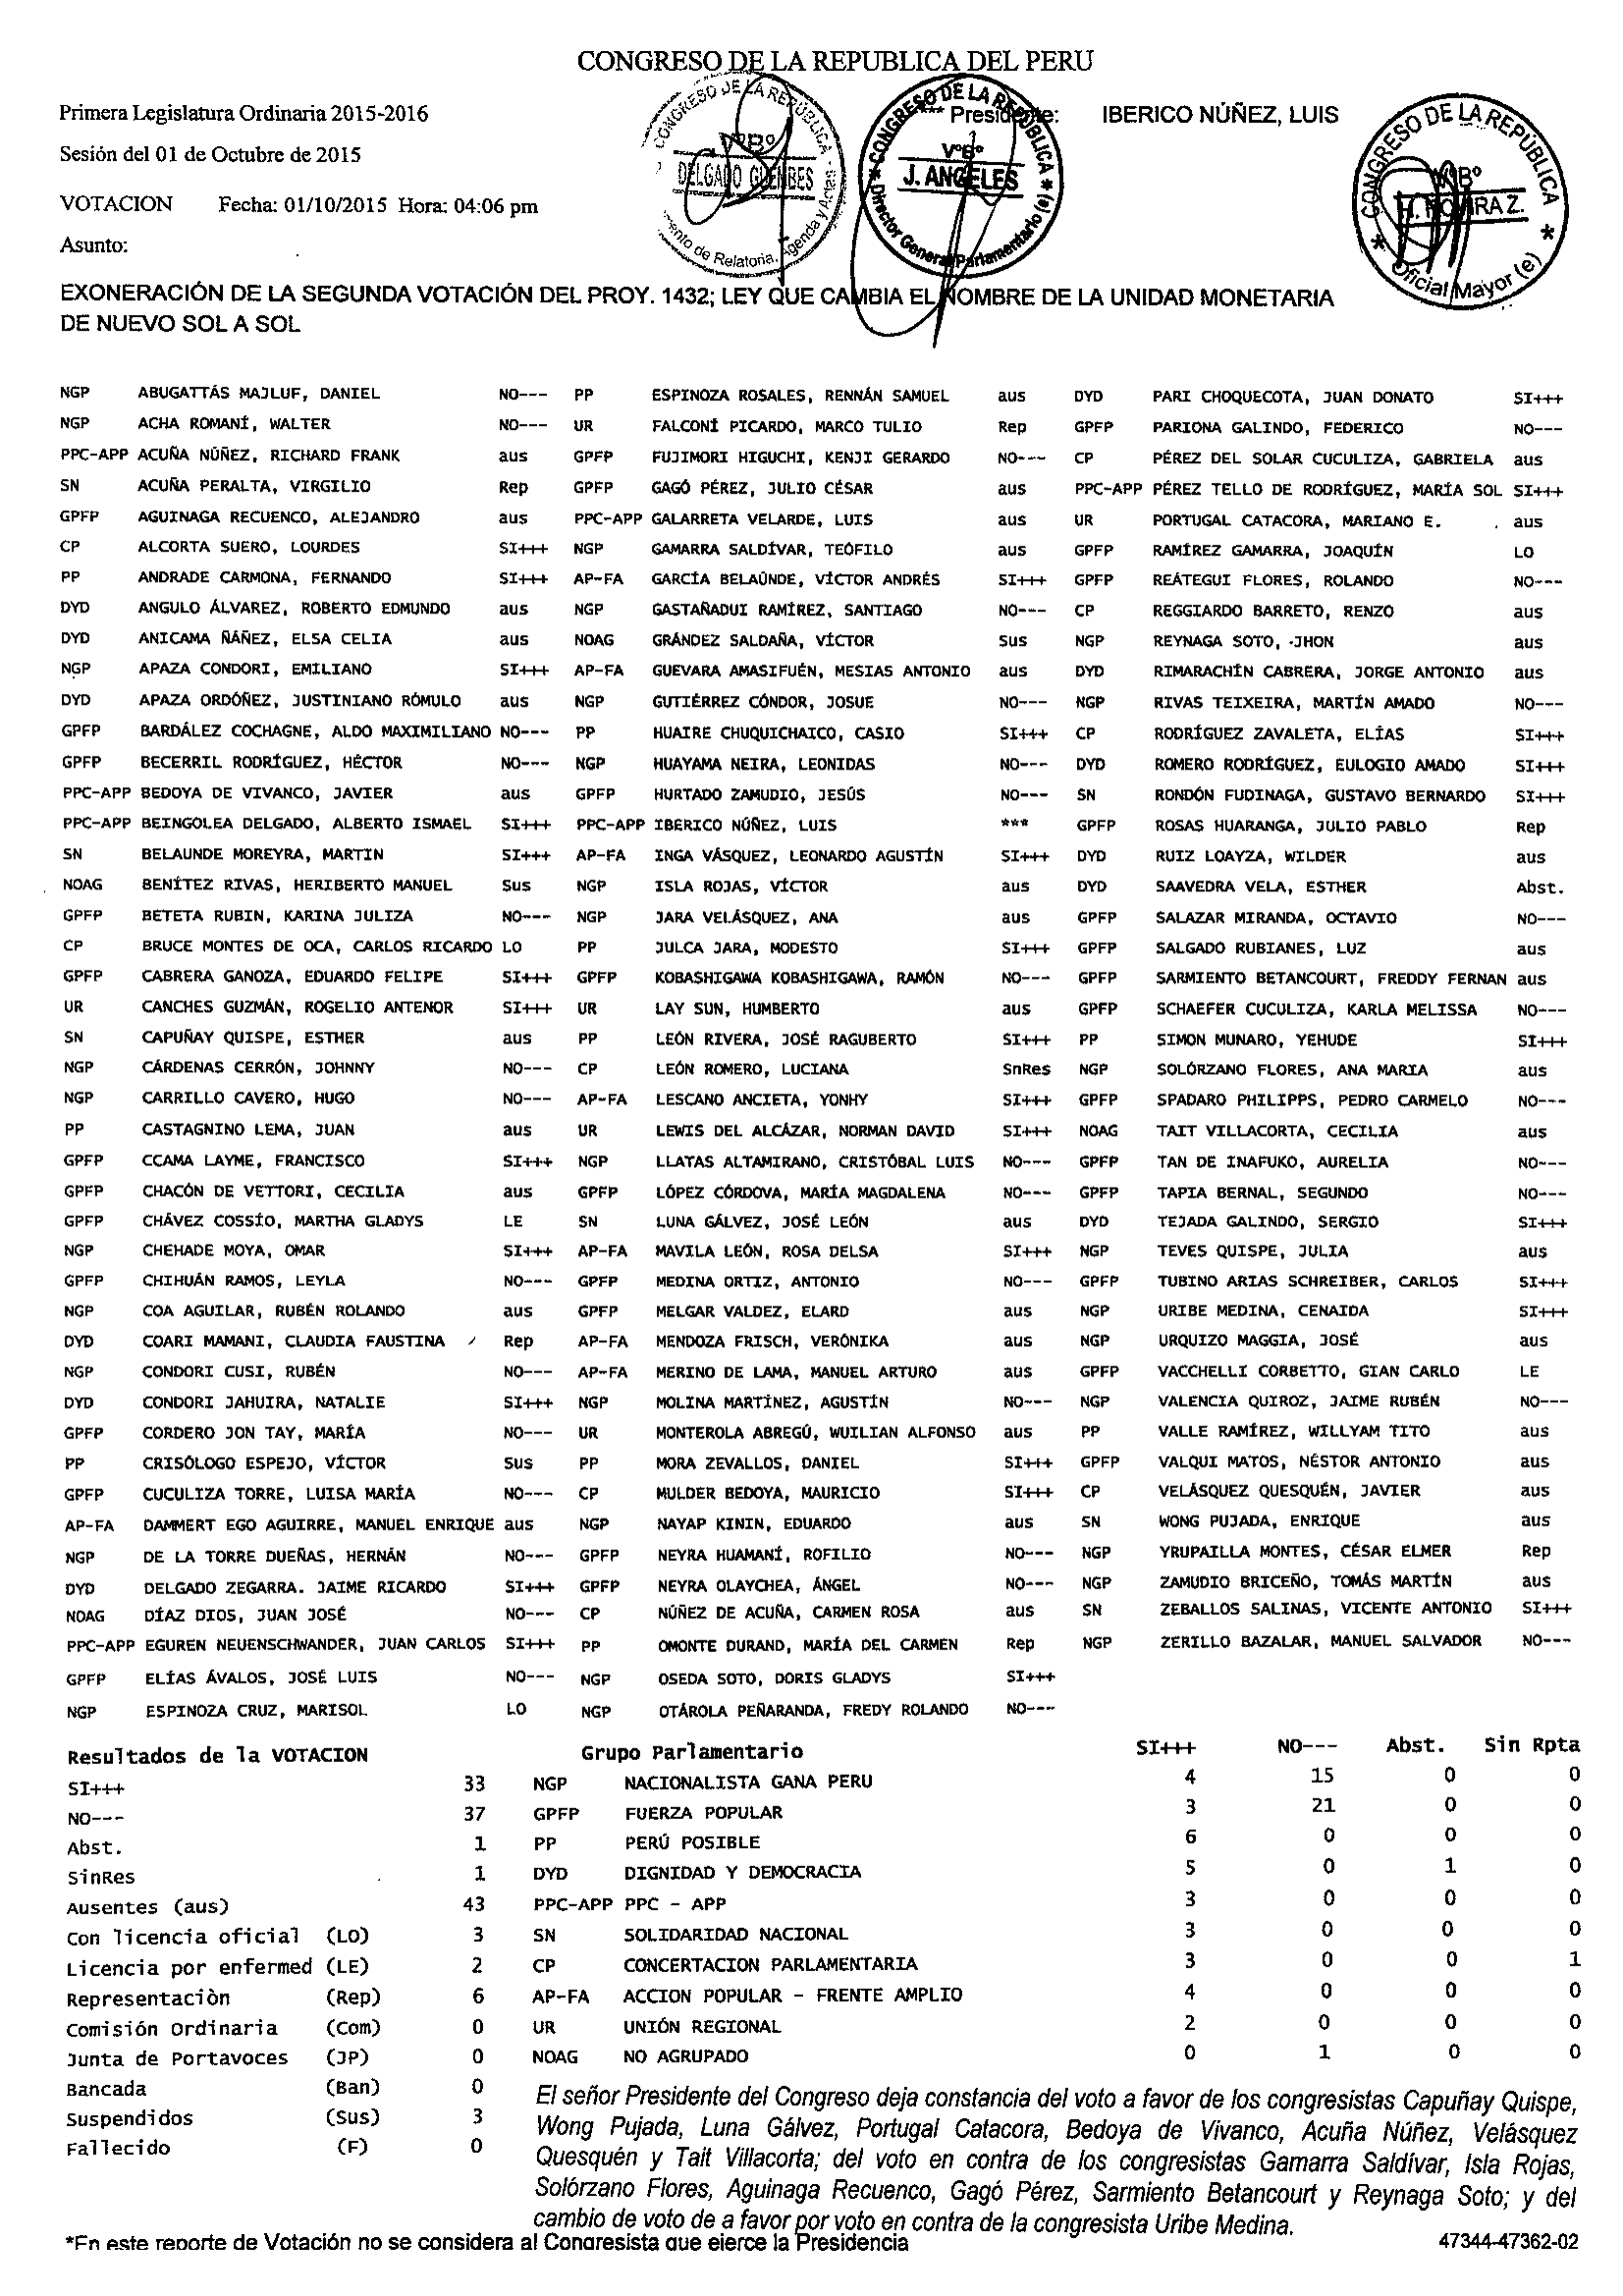 CONGRESO DE LA REPUBLICA DEL PERU
Primera Legislatura Ordinaria 2015-2016
*** Presidente: IBERICO NÚÑEZ, LUIS
Sesión del 01 de Octubre de 2015
VOTACION Fecha: 01/10/2015 Hora: 04:06 pm
Asunto:
CONGRESO DE LA REPÚBLICA
VºBº
DELGADO GUEMBES
de Relatoria, Agenda y Actas
CONGRESO DE LA REPÚBLICA
VºBº
J. ANGELES
Director General Parlamentario (e)
CONGRESO DE LA REPÚBLICA
VºBº
Oficial Mayor (e)
EXONERACIÓN DE LA SEGUNDA VOTACIÓN DEL PROY. 1432; LEY QUE CAMBIA EL NOMBRE DE LA UNIDAD MONETARIA
DE NUEVO SOL A SOL
NGP ABUGATTÁS MAJLUF, DANIEL NO--- PP ESPINOZA ROSALES, RENNÁN SAMUEL aus DYD PARI CHOQUECOTA, JUAN DONATO SI+++
NGP ACHA ROMANÍ, WALTER NO--- UR FALCONÍ PICARDO, MARCO TULIO Rep GPFP PARIONA GALINDO, FEDERICO NO---
PPC-APP ACUÑA NÚÑEZ, RICHARD FRANK aus GPFP FUJIMORI HIGUCHI, KENJI GERARDO NO--- CP PÉREZ DEL SOLAR CUCULIZA, GABRIELA aus
SN ACUÑA PERALTA, VIRGILIO Rep GPFP GAGÓ PÉREZ, JULIO CÉSAR aus PPC-APP PÉREZ TELLO DE RODRÍGUEZ, MARÍA SOL SI+++
GPFP AGUINAGA RECUENCO, ALEJANDRO aus PPC-APP GALARRETA VELARDE, LUIS aus UR PORTUGAL CATACORA, MARIANO E. aus
CP ALCORTA SUERO, LOURDES SI+++ NGP GAMARRA SALDÍVAR, TEÓFILO aus GPFP RAMÍREZ GAMARRA, JOAQUÍN LO
PP ANDRADE CARMONA, FERNANDO SI+++ AP-FA GARCÍA BELAÚNDE, VÍCTOR ANDRÉS SI+++ GPFP REÁTEGUI FLORES, ROLANDO NO---
DYD ANGULO ÁLVAREZ, ROBERTO EDMUNDO aus NGP GASTAÑADUI RAMÍREZ, SANTIAGO NO--- CP REGGIARDO BARRETO, RENZO aus
DYD ANICAMA ÑÁÑEZ, ELSA CELIA aus NOAG GRÁNDEZ SALDAÑA, VÍCTOR Sus NGP REYNAGA SOTO, JHON aus
NGP APAZA CONDORI, EMILIANO SI+++ AP-FA GUEVARA AMASIFUÉN, MESIAS ANTONIO aus DYD RIMARACHÍN CABRERA, JORGE ANTONIO aus
DYD APAZA ORDÓÑEZ, JUSTINIANO RÓMULO aus NGP GUTIÉRREZ CÓNDOR, JOSUE NO--- NGP RIVAS TEIXEIRA, MARTÍN AMADO NO---
GPFP BARDÁLEZ COCHAGNE, ALDO MAXIMILIANO NO--- PP HUAIRE CHUQUICHAICO, CASIO SI+++ CP RODRÍGUEZ ZAVALETA, ELÍAS SI+++
GPFP BECERRIL RODRÍGUEZ, HÉCTOR NO--- NGP HUAYAMA NEIRA, LEONIDAS NO--- DYD ROMERO RODRÍGUEZ, EULOGIO AMADO SI+++
PPC-APP BEDOYA DE VIVANCO, JAVIER aus GPFP HURTADO ZAMUDIO, JESÚS NO--- SN RONDÓN FUDINAGA, GUSTAVO BERNARDO SI+++
PPC-APP BEINGOLEA DELGADO, ALBERTO ISMAEL SI+++ PPC-APP IBERICO NÚÑEZ, LUIS *** GPFP ROSAS HUARANGA, JULIO PABLO Rep
SN BELAUNDE MOREYRA, MARTIN SI+++ AP-FA INGA VÁSQUEZ, LEONARDO AGUSTÍN SI+++ DYD RUIZ LOAYZA, WILDER aus
NOAG BENÍTEZ RIVAS, HERIBERTO MANUEL Sus NGP ISLA ROJAS, VÍCTOR aus DYD SAAVEDRA VELA, ESTHER Abst.
GPFP BETETA RUBIN, KARINA JULIZA NO--- NGP JARA VELÁSQUEZ, ANA aus GPFP SALAZAR MIRANDA, OCTAVIO NO---
CP BRUCE MONTES DE OCA, CARLOS RICARDO LO PP JULCA JARA, MODESTO SI+++ GPFP SALGADO RUBIANES, LUZ aus
GPFP CABRERA GANOZA, EDUARDO FELIPE SI+++ GPFP KOBASHIGAWA KOBASHIGAWA, RAMÓN NO--- GPFP SARMIENTO BETANCOURT, FREDDY FERNAN aus
UR CANCHES GUZMÁN, ROGELIO ANTENOR SI+++ UR LAY SUN, HUMBERTO aus GPFP SCHAEFER CUCULIZA, KARLA MELISSA NO---
SN CAPUÑAY QUISPE, ESTHER aus PP LEÓN RIVERA, JOSÉ RAGUBERTO SI+++ PP SIMON MUNARO, YEHUDE SI+++
NGP CÁRDENAS CERRÓN, JOHNNY NO--- CP LEÓN ROMERO, LUCIANA SnRes NGP SOLÓRZANO FLORES, ANA MARIA aus
NGP CARRILLO CAVERO, HUGO NO--- AP-FA LESCANO ANCIETA, YONHY SI+++ GPFP SPADARO PHILIPPS, PEDRO CARMELO NO---
PP CASTAGNINO LEMA, JUAN aus UR LEWIS DEL ALCÁZAR, NORMAN DAVID SI+++ NOAG TAIT VILLACORTA, CECILIA aus
GPFP CCAMA LAYME, FRANCISCO SI+++ NGP LLATAS ALTAMIRANO, CRISTÓBAL LUIS NO--- GPFP TAN DE INAFUKO, AURELIA NO---
GPFP CHACÓN DE VETTORI, CECILIA aus GPFP LÓPEZ CÓRDOVA, MARÍA MAGDALENA NO--- GPFP TAPIA BERNAL, SEGUNDO NO---
GPFP CHÁVEZ COSSÍO, MARTHA GLADYS LE SN LUNA GÁLVEZ, JOSÉ LEÓN aus DYD TEJADA GALINDO, SERGIO SI+++
NGP CHEHADE MOYA, OMAR SI+++ AP-FA MAVILA LEÓN, ROSA DELSA SI+++ NGP TEVES QUISPE, JULIA aus
GPFP CHIHUÁN RAMOS, LEYLA NO--- GPFP MEDINA ORTIZ, ANTONIO NO--- GPFP TUBINO ARIAS SCHREIBER, CARLOS SI+++
NGP COA AGUILAR, RUBÉN ROLANDO aus GPFP MELGAR VALDEZ, ELARD aus NGP URIBE MEDINA, CENAIDA SI+++
DYD COARI MAMANI, CLAUDIA FAUSTINA Rep AP-FA MENDOZA FRISCH, VERÓNIKA aus NGP URQUIZO MAGGIA, JOSÉ aus
NGP CONDORI CUSI, RUBÉN NO--- AP-FA MERINO DE LAMA, MANUEL ARTURO aus GPFP VACCHELLI CORBETTO, GIAN CARLO LE
DYD CONDORI JAHUIRA, NATALIE SI+++ NGP MOLINA MARTÍNEZ, AGUSTÍN NO--- NGP VALENCIA QUIROZ, JAIME RUBÉN NO---
GPFP CORDERO JON TAY, MARÍA NO--- UR MONTEROLA ABREGÚ, WUILIAN ALFONSO aus PP VALLE RAMÍREZ, WILLYAM TITO aus
PP CRISÓLOGO ESPEJO, VÍCTOR Sus PP MORA ZEVALLOS, DANIEL SI+++ GPFP VALQUI MATOS, NÉSTOR ANTONIO aus
GPFP CUCULIZA TORRE, LUISA MARÍA NO--- CP MULDER BEDOYA, MAURICIO SI+++ CP VELÁSQUEZ QUESQUÉN, JAVIER aus
AP-FA DAMMERT EGO AGUIRRE, MANUEL ENRIQUE aus NGP NAYAP KININ, EDUARDO aus SN WONG PUJADA, ENRIQUE aus
NGP DE LA TORRE DUEÑAS, HERNÁN NO--- GPFP NEYRA HUAMANÍ, ROFILIO NO--- NGP YRUPAILLA MONTES, CÉSAR ELMER Rep
DYD DELGADO ZEGARRA. JAIME RICARDO SI+++ GPFP NEYRA OLAYCHEA, ÁNGEL NO--- NGP ZAMUDIO BRICEÑO, TOMÁS MARTÍN aus
NOAG DÍAZ DIOS, JUAN JOSÉ NO--- CP NÚÑEZ DE ACUÑA, CARMEN ROSA aus SN ZEBALLOS SALINAS, VICENTE ANTONIO SI+++
PPC-APP EGUREN NEUENSCHWANDER, JUAN CARLOS SI+++ PP OMONTE DURAND, MARÍA DEL CARMEN Rep NGP ZERILLO BAZALAR, MANUEL SALVADOR NO---
GPFP ELÍAS ÁVALOS, JOSÉ LUIS NO--- NGP OSEDA SOTO, DORIS GLADYS SI+++
NGP ESPINOZA CRUZ, MARISOL LO NGP OTÁROLA PEÑARANDA, FREDY ROLANDO NO---
Resultados de la VOTACION Grupo Parlamentario SI+++ NO--- Abst. Sin Rpta
SI+++ 33 NGP NACIONALISTA GANA PERU 4 15 0 0
NO--- 37 GPFP FUERZA POPULAR 3 21 0 0
Abst. 1 PP PERÚ POSIBLE 6 0 0 0
SinRes 1 DYD DIGNIDAD Y DEMOCRACIA 5 0 1 0
Ausentes (aus) 43 PPC-APP PPC - APP 3 0 0 0
Con licencia oficial (LO) 3 SN SOLIDARIDAD NACIONAL 3 0 0 0
Licencia por enfermed (LE) 2 CP CONCERTACION PARLAMENTARIA 3 0 0 1
Representación (Rep) 6 AP-FA ACCION POPULAR - FRENTE AMPLIO 4 0 0 0
Comisión Ordinaria (Com) 0 UR UNIÓN REGIONAL 2 0 0 0
Junta de Portavoces (JP) 0 NOAG NO AGRUPADO 0 1 0 0
Bancada (Ban) 0
Suspendidos (Sus) 3
Fallecido (F) 0
El señor Presidente del Congreso deja constancia del voto a favor de los congresistas Capuñay Quispe,
Wong Pujada, Luna Gálvez, Portugal Catacora, Bedoya de Vivanco, Acuña Núñez, Velásquez
Quesquén y Tait Villacorta; del voto en contra de los congresistas Gamarra Saldívar, Isla Rojas,
Solórzano Flores, Aguinaga Recuenco, Gagó Pérez, Sarmiento Betancourt y Reynaga Soto; y del
cambio de voto de a favor por voto en contra de la congresista Uribe Medina.
*En este reporte de Votación no se considera al Congresista que ejerce la Presidencia 47344-47362-02